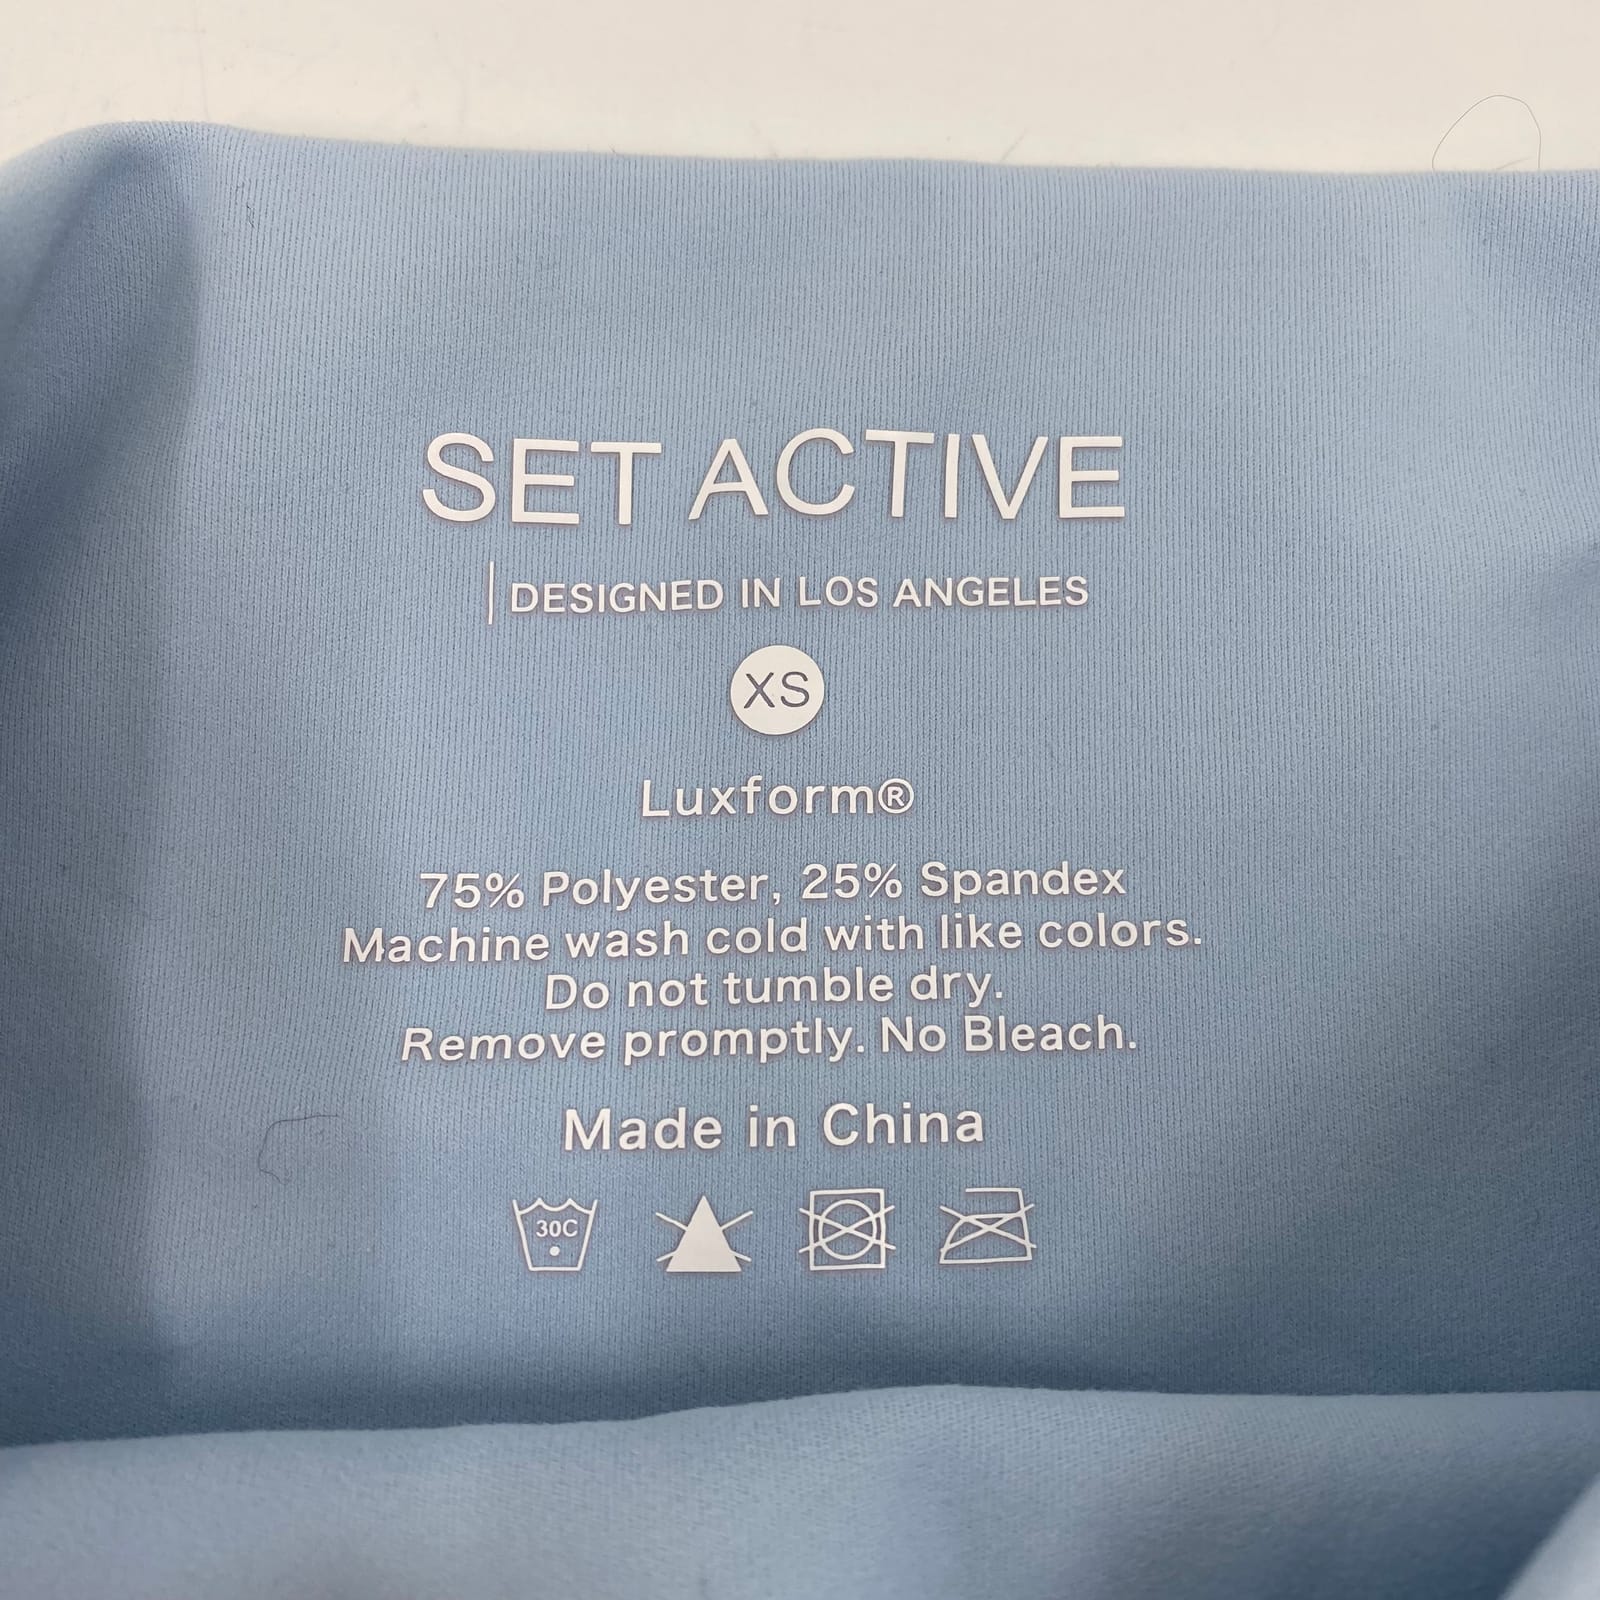 SET ACTIVE
DESIGNED IN LOS ANGELES
XS
Luxform®
75% Polyester, 25% Spandex
Machine wash cold with like colors.
Do not tumble dry.
Remove promptly. No Bleach.
Made in China
30C